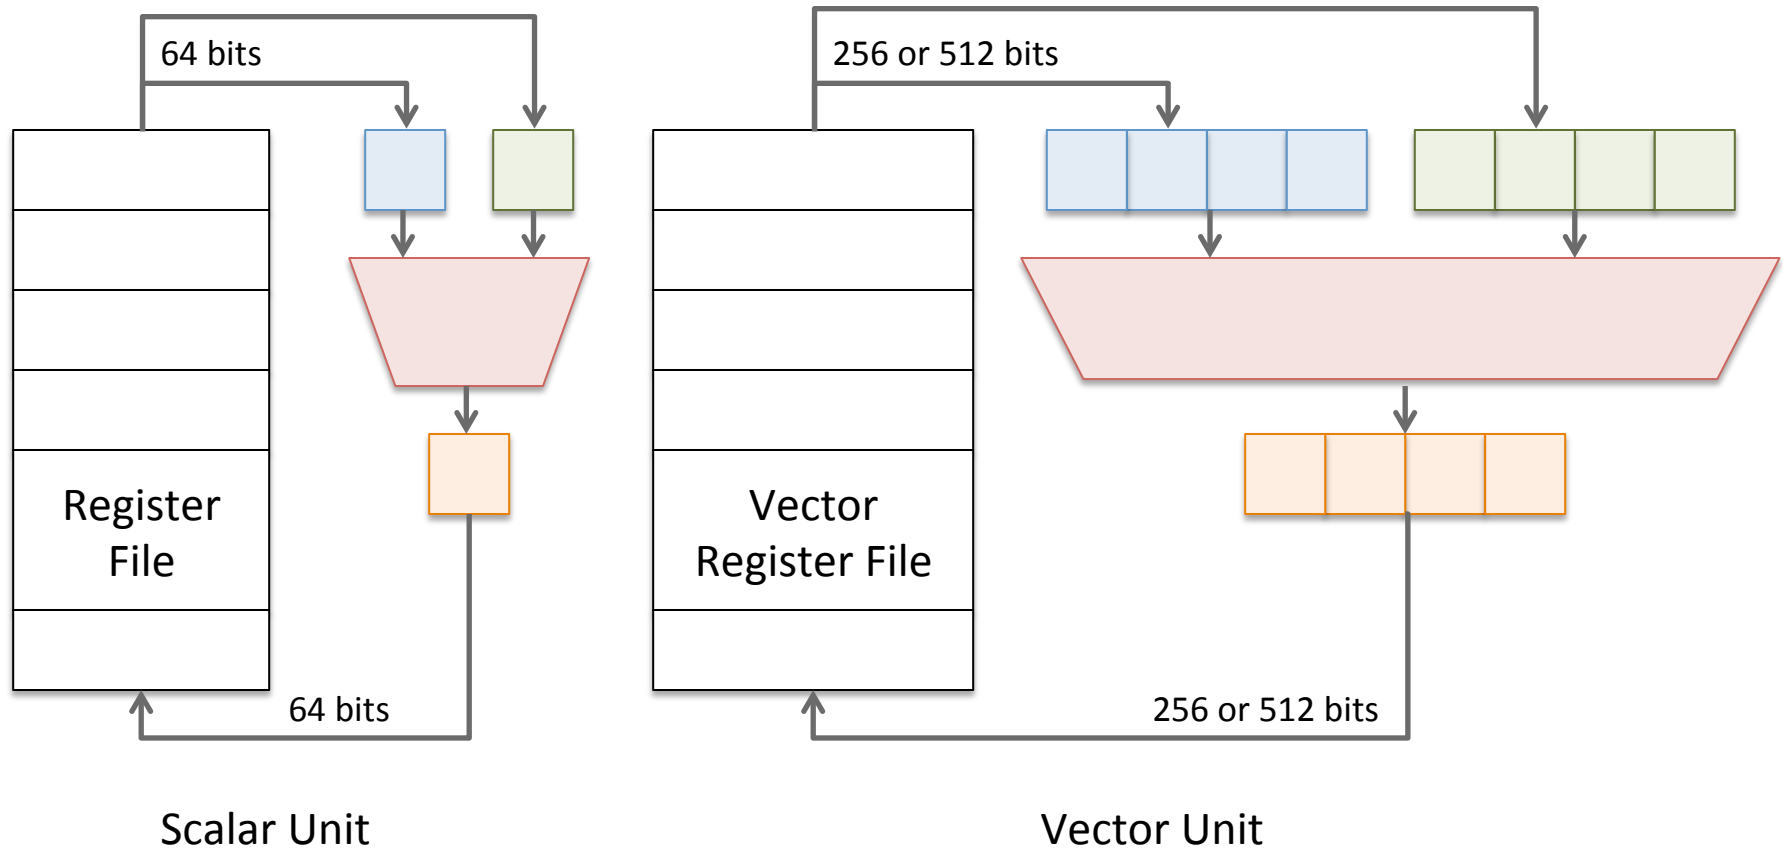 64 bits
256 or 512 bits
Register
File
Vector
Register File
64 bits
256 or 512 bits
Scalar Unit
Vector Unit